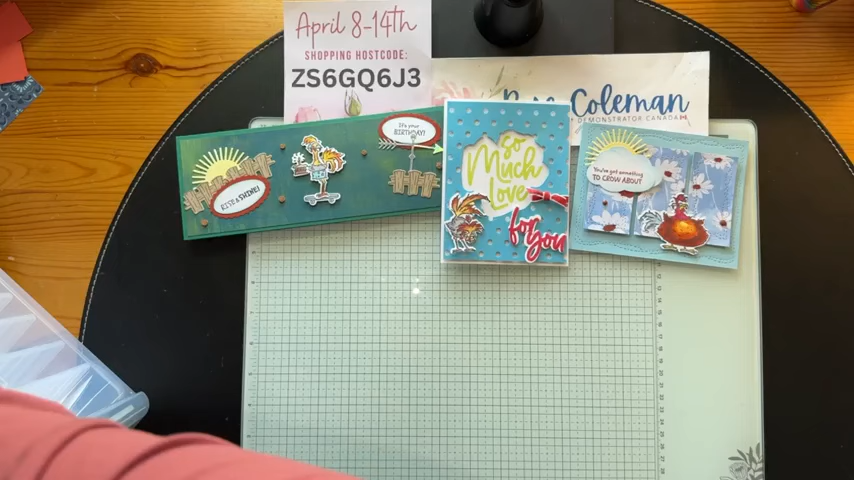 April 8-14th
SHOPPING HOSTCODE:
ZS6GQ6J3
Coleman
DEMONSTRATOR CANADA
It's your
BIRTHDAY!
RISE & SHINE!
so
Much
Love
for
you
You've got something
TO CROW ABOUT